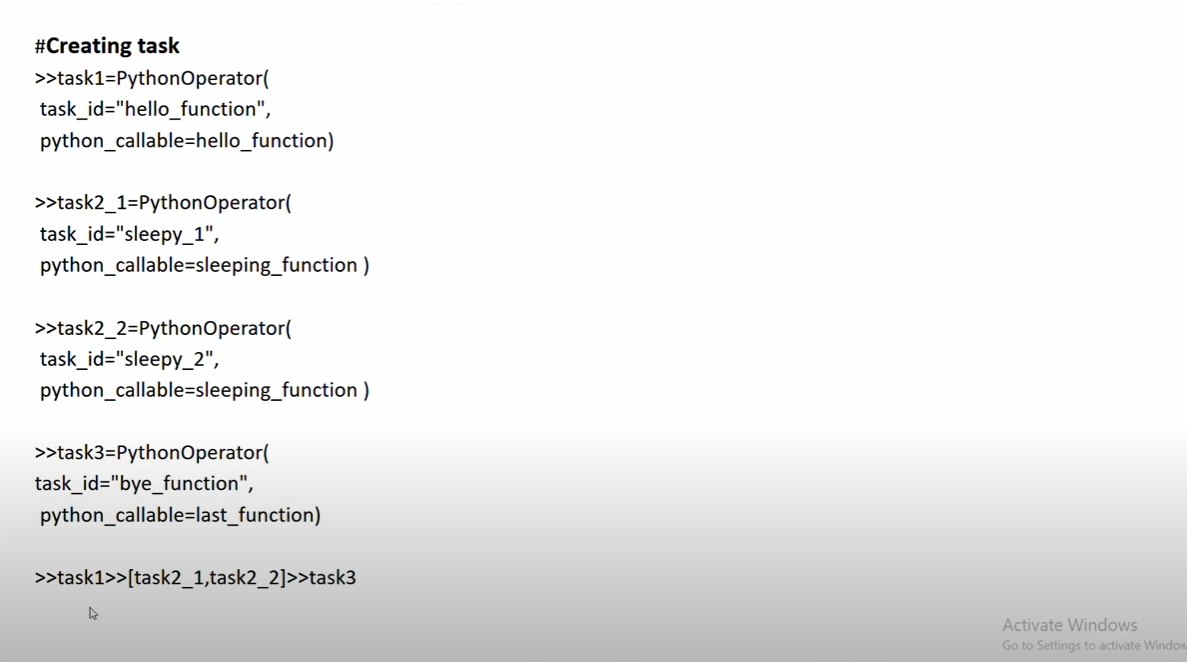 #Creating task
>>task1=PythonOperator(
task_id="hello_function",
python_callable=hello_function)
>>task2_1=PythonOperator(
task_id="sleepy_1",
python_callable=sleeping_function )
>>task2_2=PythonOperator(
task_id="sleepy_2",
python_callable=sleeping_function )
>>task3=PythonOperator(
task_id="bye_function",
python_callable=last_function)
>>task1>>[task2_1,task2_2]>>task3
Activate Windows
Go to Settings to activate Window